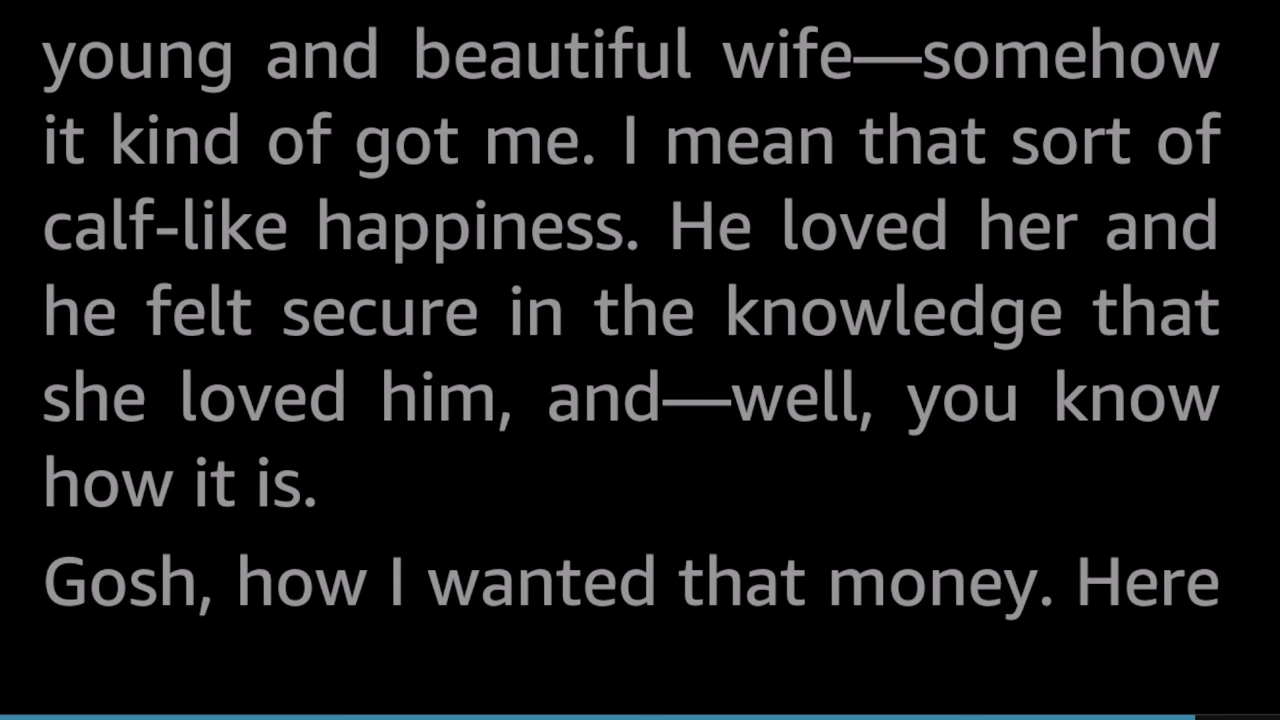 young and beautiful wife—somehow
it kind of got me. I mean that sort of
calf-like happiness. He loved her and
he felt secure in the knowledge that
she loved him, and—well, you know
how it is.
Gosh, how I wanted that money. Here